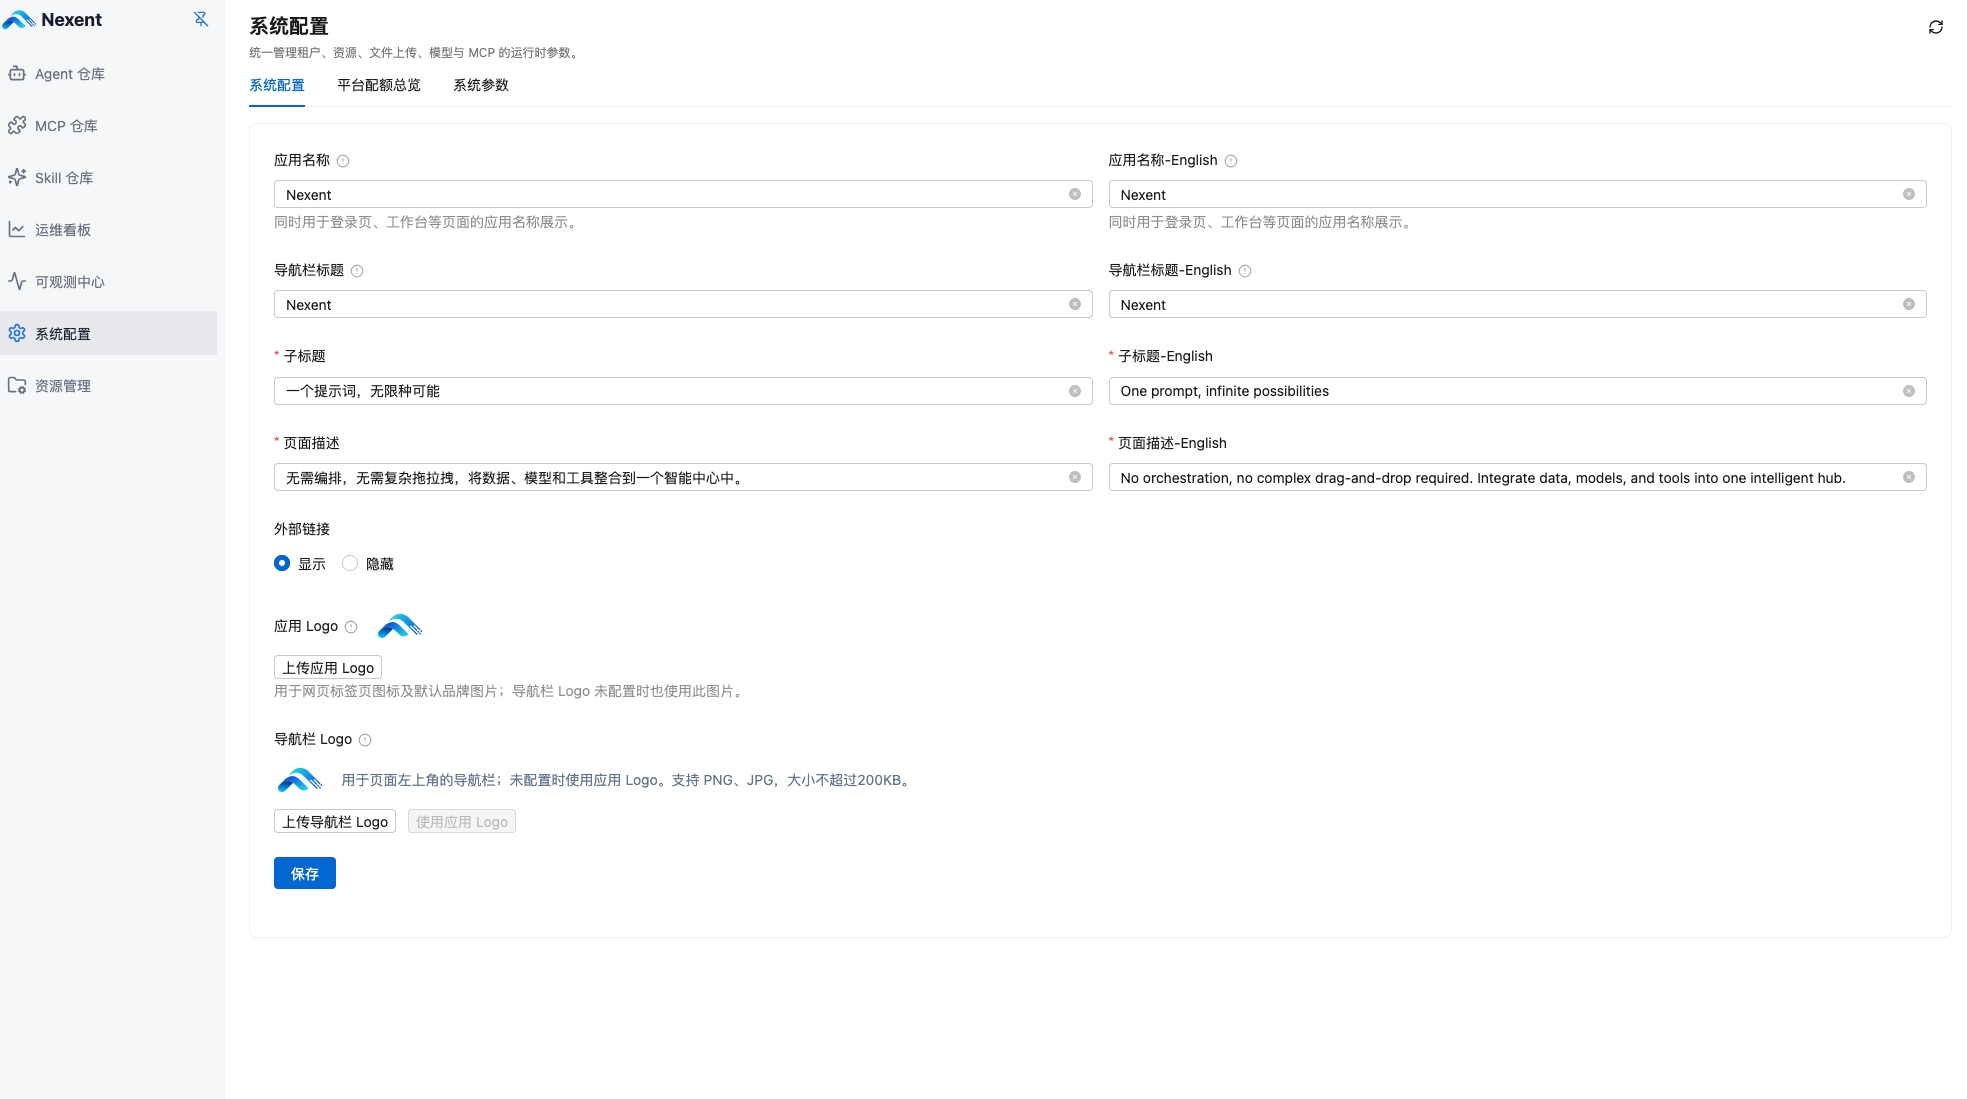 Nexent
Agent 仓库
MCP 仓库
Skill 仓库
运维看板
可观测中心
系统配置
资源管理
系统配置
统一管理租户、资源、文件上传、模型与 MCP 的运行时参数。
系统配置 平台配额总览 系统参数
应用名称 应用名称-English
Nexent Nexent
同时用于登录页、工作台等页面的应用名称展示。 同时用于登录页、工作台等页面的应用名称展示。
导航栏标题 导航栏标题-English
Nexent Nexent
* 子标题 * 子标题-English
一个提示词，无限种可能 One prompt, infinite possibilities
* 页面描述 * 页面描述-English
无需编排，无需复杂拖拉拽，将数据、模型和工具整合到一个智能中心中。 No orchestration, no complex drag-and-drop required. Integrate data, models, and tools into one intelligent hub.
外部链接
显示 隐藏
应用 Logo
上传应用 Logo
用于网页标签页图标及默认品牌图片；导航栏 Logo 未配置时也使用此图片。
导航栏 Logo
用于页面左上角的导航栏；未配置时使用应用 Logo。支持 PNG、JPG，大小不超过200KB。
上传导航栏 Logo 使用应用 Logo
保存